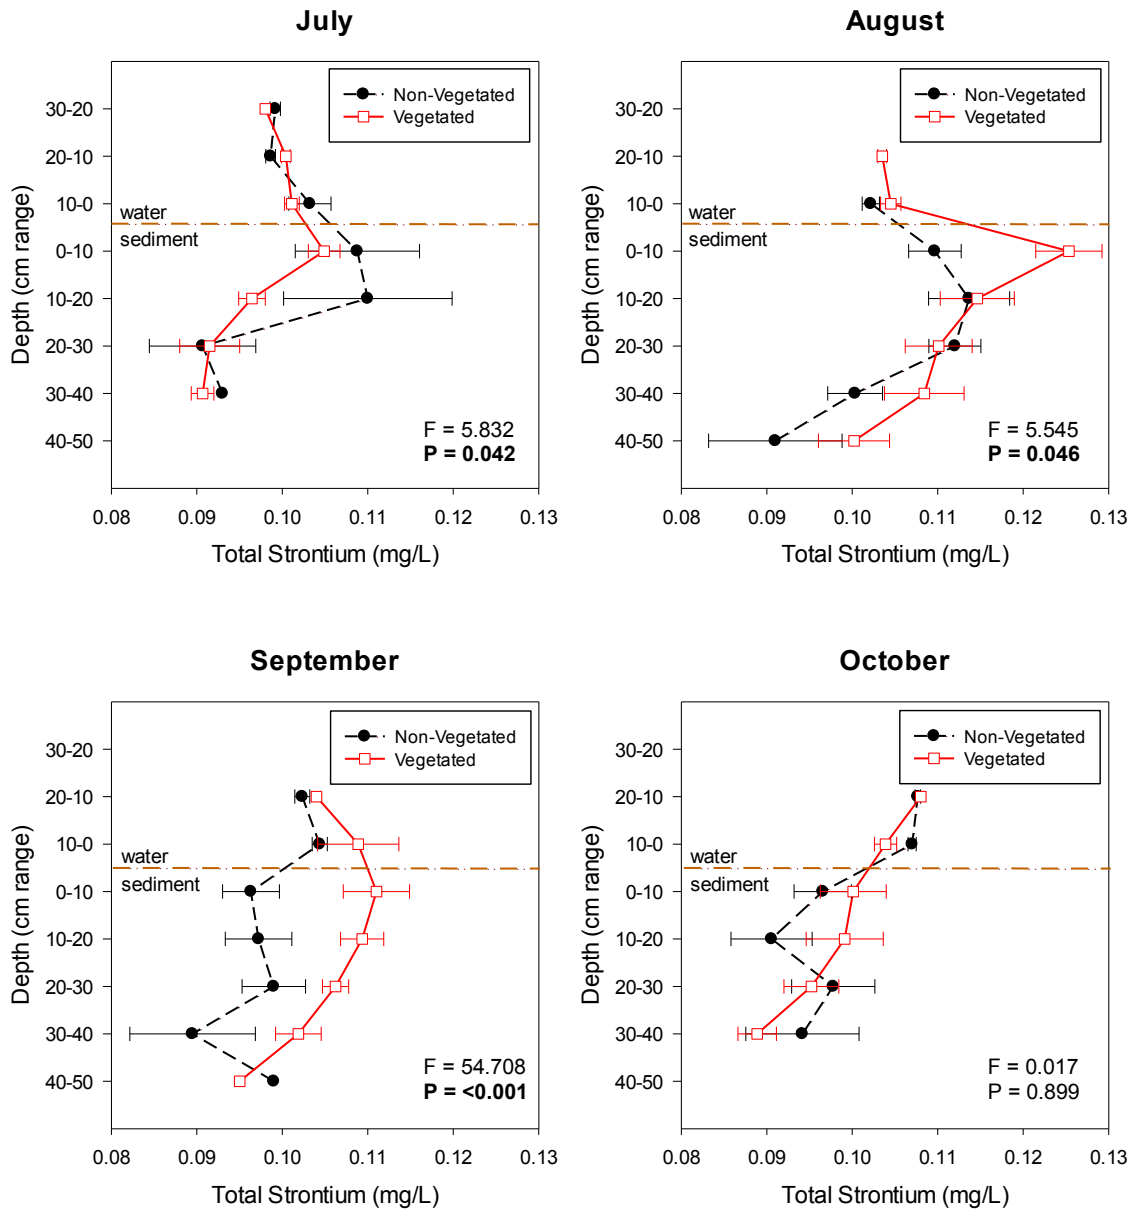 July
Non-Vegetated
Vegetated
30-20
20-10
10-0
0-10
10-20
20-30
30-40
40-50
water
sediment
Depth (cm range)
F = 5.832
P = 0.042
0.08 0.09 0.10 0.11 0.12 0.13
Total Strontium (mg/L)
August
Non-Vegetated
Vegetated
30-20
20-10
10-0
0-10
10-20
20-30
30-40
40-50
water
sediment
Depth (cm range)
F = 5.545
P = 0.046
0.08 0.09 0.10 0.11 0.12 0.13
Total Strontium (mg/L)
September
Non-Vegetated
Vegetated
30-20
20-10
10-0
0-10
10-20
20-30
30-40
40-50
water
sediment
Depth (cm range)
F = 54.708
P = <0.001
0.08 0.09 0.10 0.11 0.12 0.13
Total Strontium (mg/L)
October
Non-Vegetated
Vegetated
30-20
20-10
10-0
0-10
10-20
20-30
30-40
40-50
water
sediment
Depth (cm range)
F = 0.017
P = 0.899
0.08 0.09 0.10 0.11 0.12 0.13
Total Strontium (mg/L)